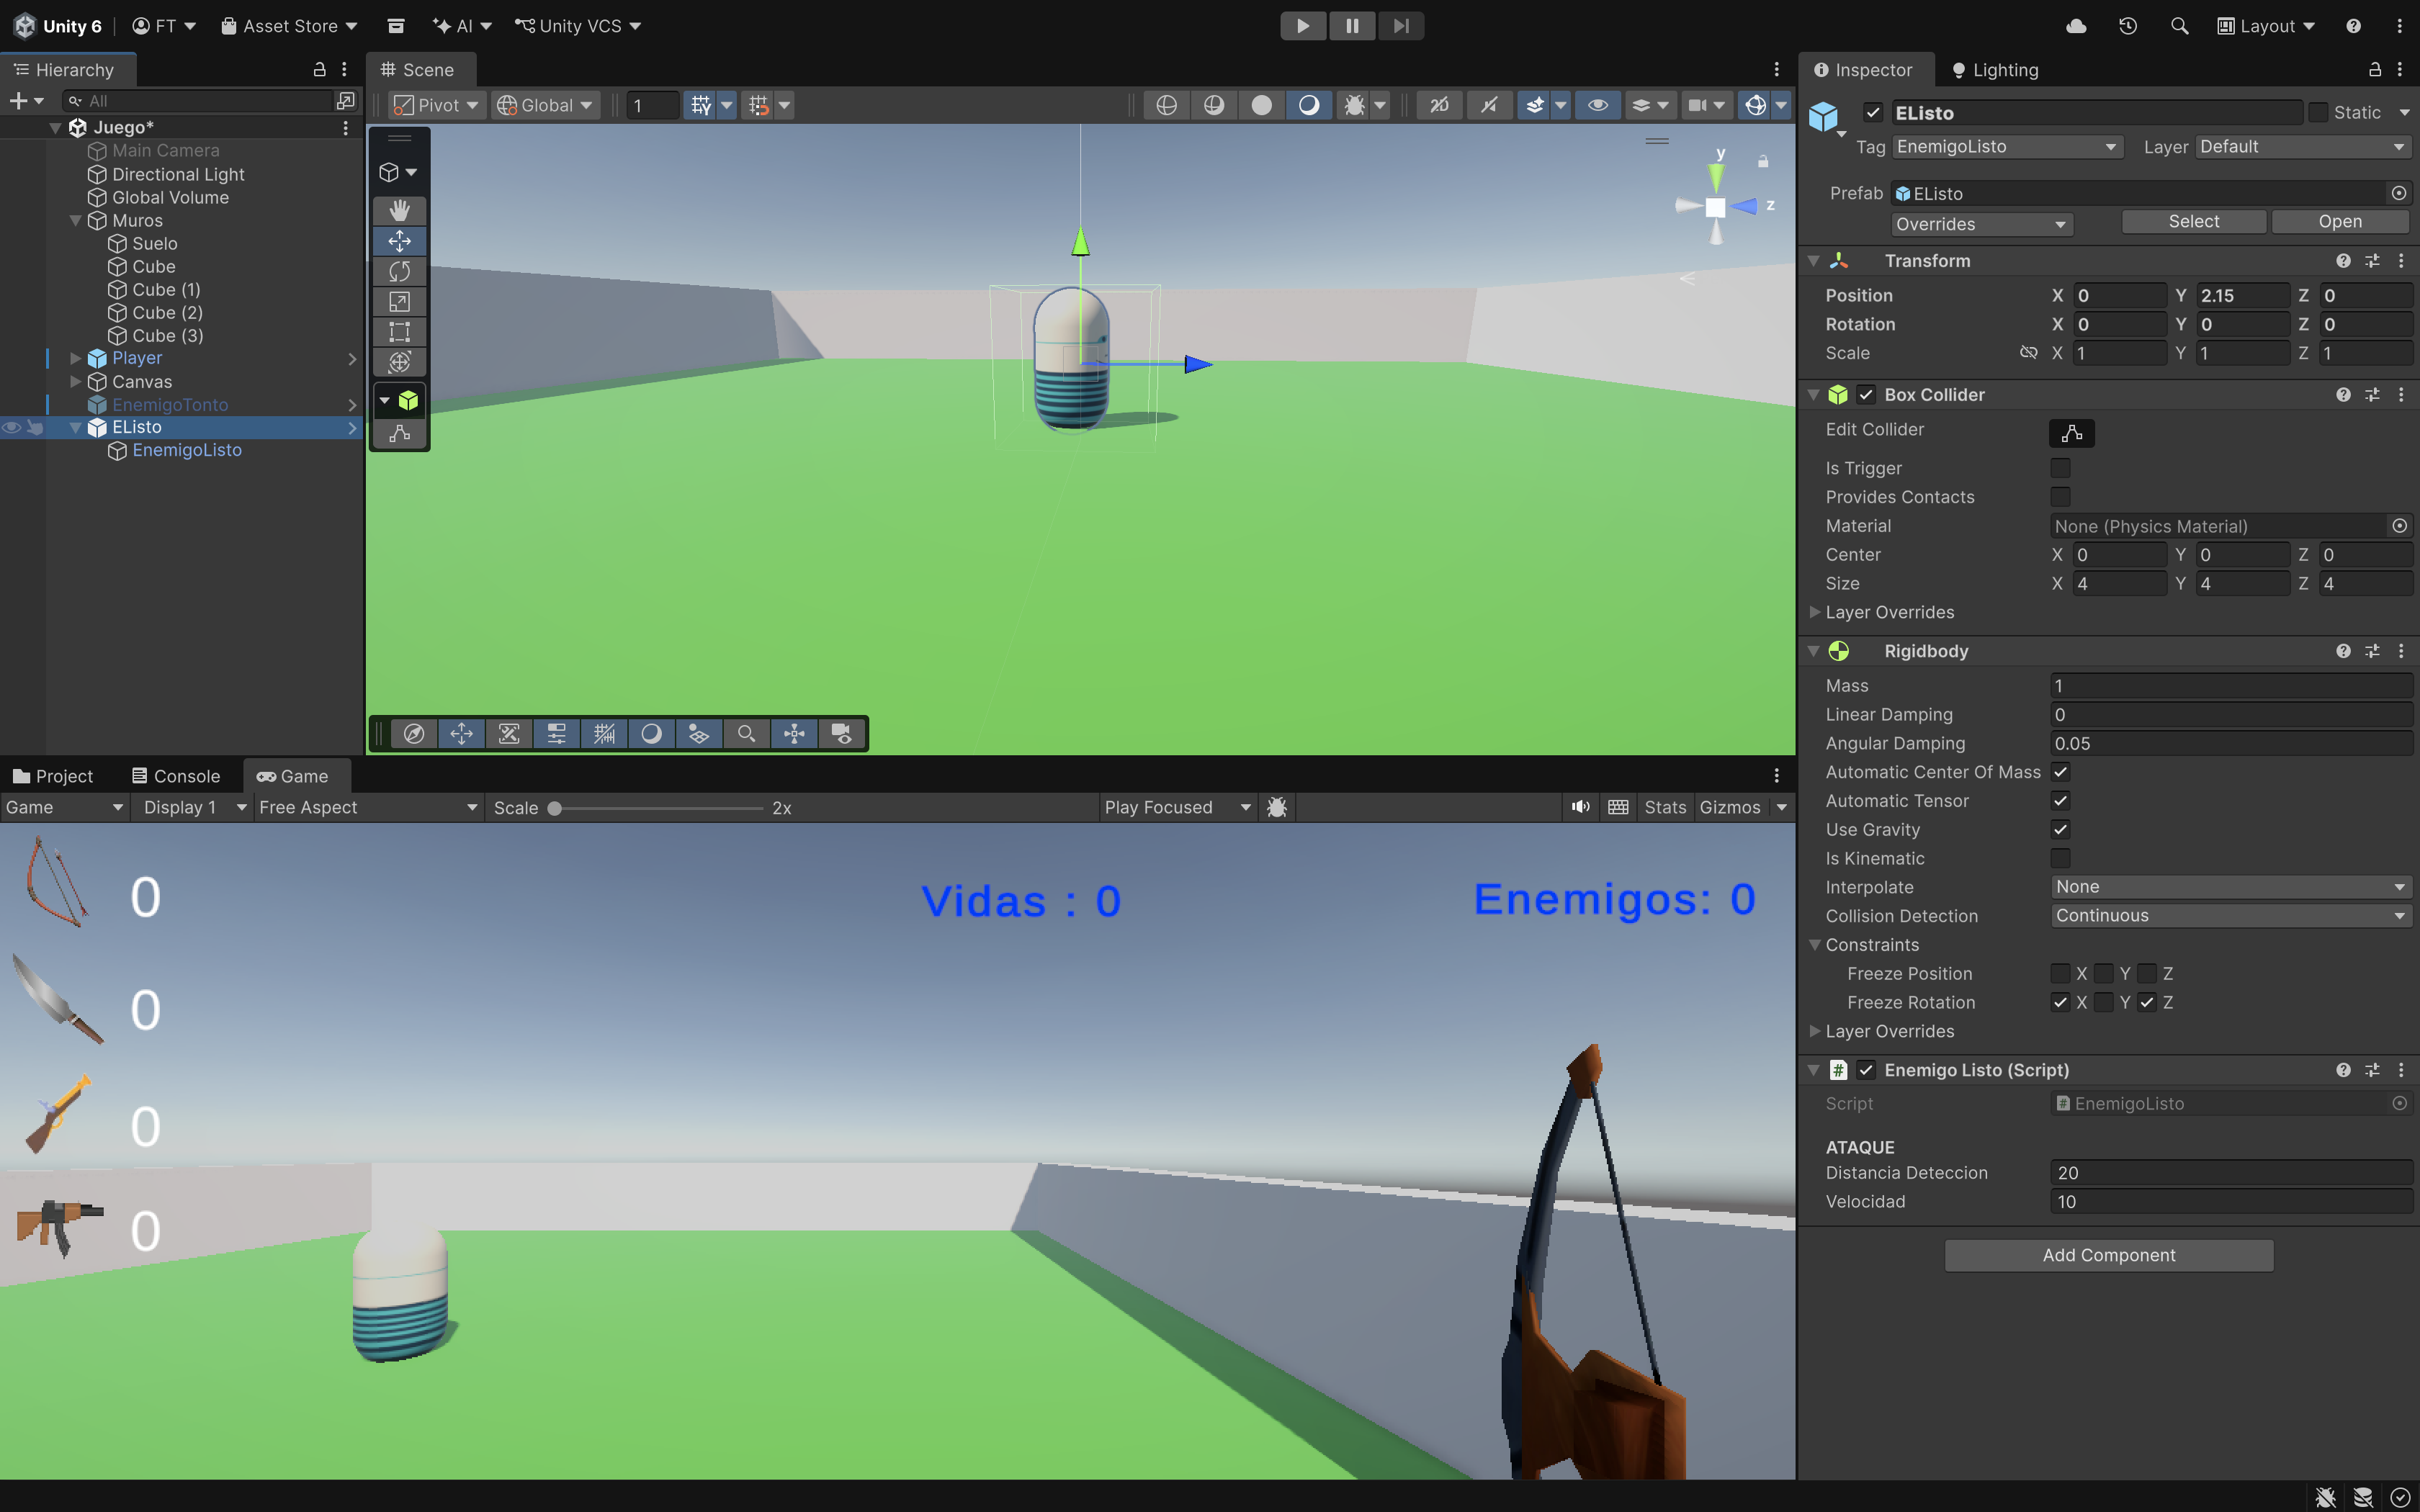 Unity 6 FT Asset Store AI Unity VCS Layout
Hierarchy
All
Juego*
Main Camera
Directional Light
Global Volume
Muros
Suelo
Cube
Cube (1)
Cube (2)
Cube (3)
Player
Canvas
EnemigoTonto
EListo
EnemigoListo
Scene
Pivot Global 1 2D
y
z
Project Console Game
Game Display 1 Free Aspect Scale 2x Play Focused Stats Gizmos
0 Vidas : 0 Enemigos: 0
0
0
0
Inspector Lighting
EListo Static
Tag EnemigoListo Layer Default
Prefab EListo
Overrides Select Open
Transform
Position X 0 Y 2.15 Z 0
Rotation X 0 Y 0 Z 0
Scale X 1 Y 1 Z 1
Box Collider
Edit Collider
Is Trigger
Provides Contacts
Material None (Physics Material)
Center X 0 Y 0 Z 0
Size X 4 Y 4 Z 4
Layer Overrides
Rigidbody
Mass 1
Linear Damping 0
Angular Damping 0.05
Automatic Center Of Mass
Automatic Tensor
Use Gravity
Is Kinematic
Interpolate None
Collision Detection Continuous
Constraints
Freeze Position X Y Z
Freeze Rotation X Y Z
Layer Overrides
# Enemigo Listo (Script)
Script # EnemigoListo
ATAQUE
Distancia Deteccion 20
Velocidad 10
Add Component